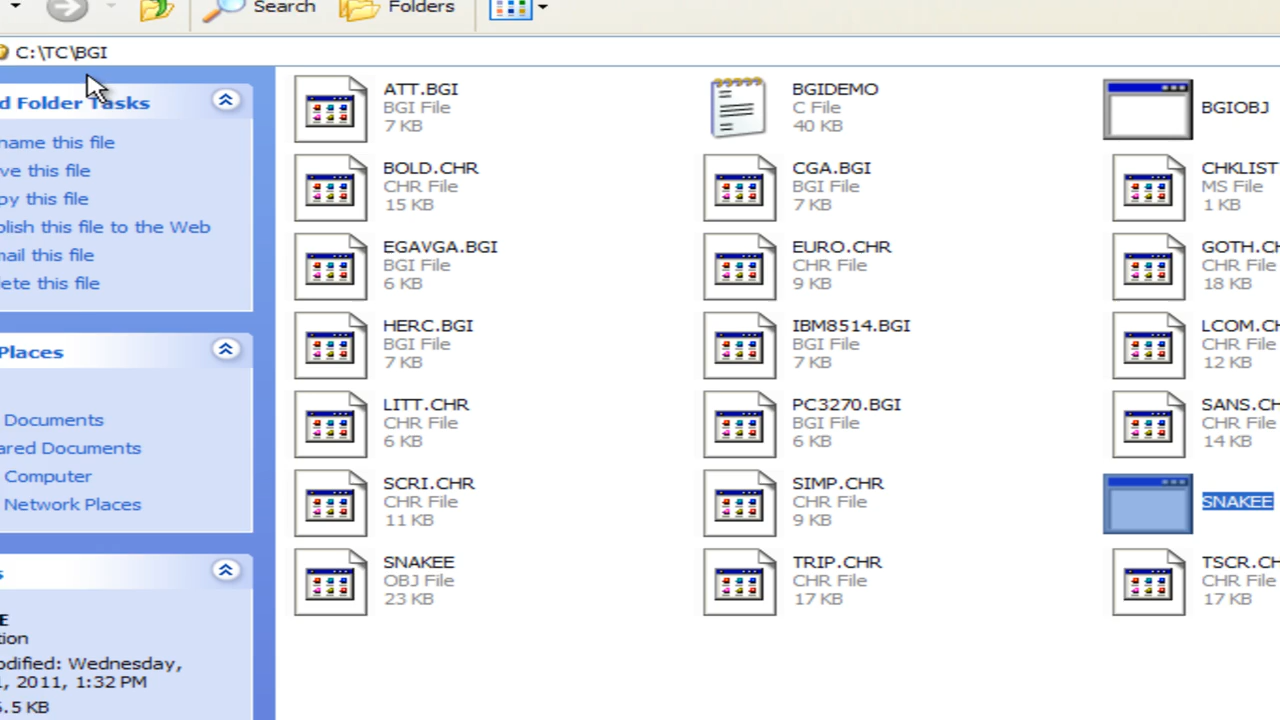 Search
Folders
C:\TC\BGI
d Folder Tasks
name this file
ve this file
py this file
blish this file to the Web
mail this file
lete this file
Places
Documents
ared Documents
Computer
Network Places
s
E
tion
odified: Wednesday,
1, 2011, 1:32 PM
.5 KB
ATT.BGI
BGI File
7 KB
BGIDEMO
C File
40 KB
BGIOBJ
BOLD.CHR
CHR File
15 KB
CGA.BGI
BGI File
7 KB
CHKLIST
MS File
1 KB
EGAVGA.BGI
BGI File
6 KB
EURO.CHR
CHR File
9 KB
GOTH.CH
CHR File
18 KB
HERC.BGI
BGI File
7 KB
IBM8514.BGI
BGI File
7 KB
LCOM.CH
CHR File
12 KB
LITT.CHR
CHR File
6 KB
PC3270.BGI
BGI File
6 KB
SANS.CH
CHR File
14 KB
SCRI.CHR
CHR File
11 KB
SIMP.CHR
CHR File
9 KB
SNAKEE
SNAKEE
OBJ File
23 KB
TRIP.CHR
CHR File
17 KB
TSCR.CH
CHR File
17 KB